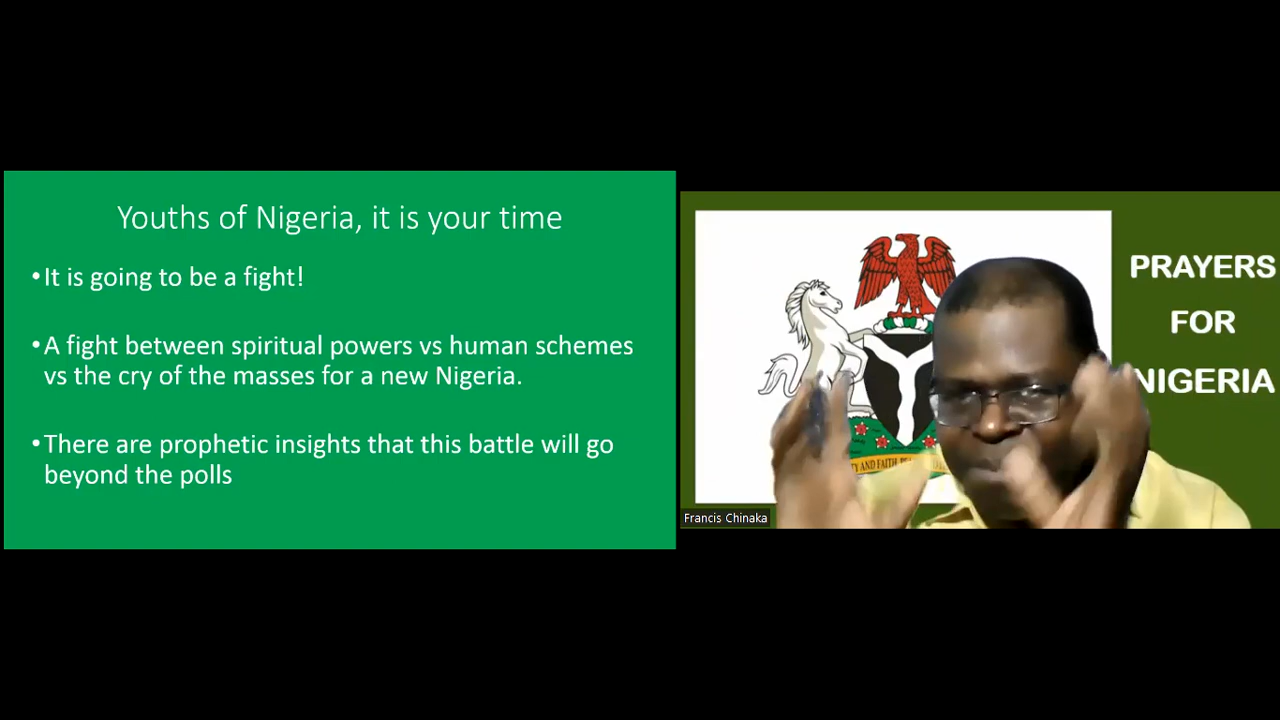 Youths of Nigeria, it is your time
•It is going to be a fight!
•A fight between spiritual powers vs human schemes
vs the cry of the masses for a new Nigeria.
•There are prophetic insights that this battle will go
beyond the polls
PRAYERS
FOR
NIGERIA
AND FAITH
Francis Chinaka